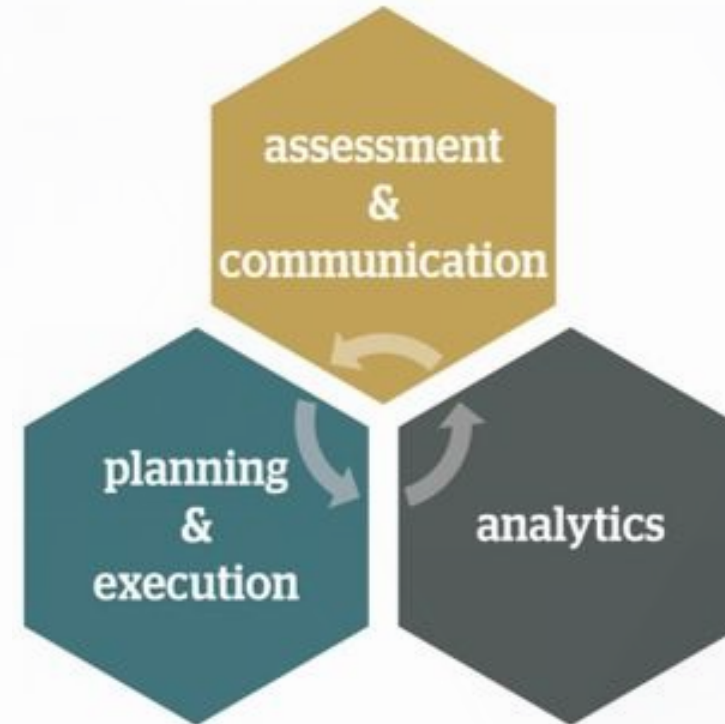 assessment
&
communication
planning
&
execution
analytics